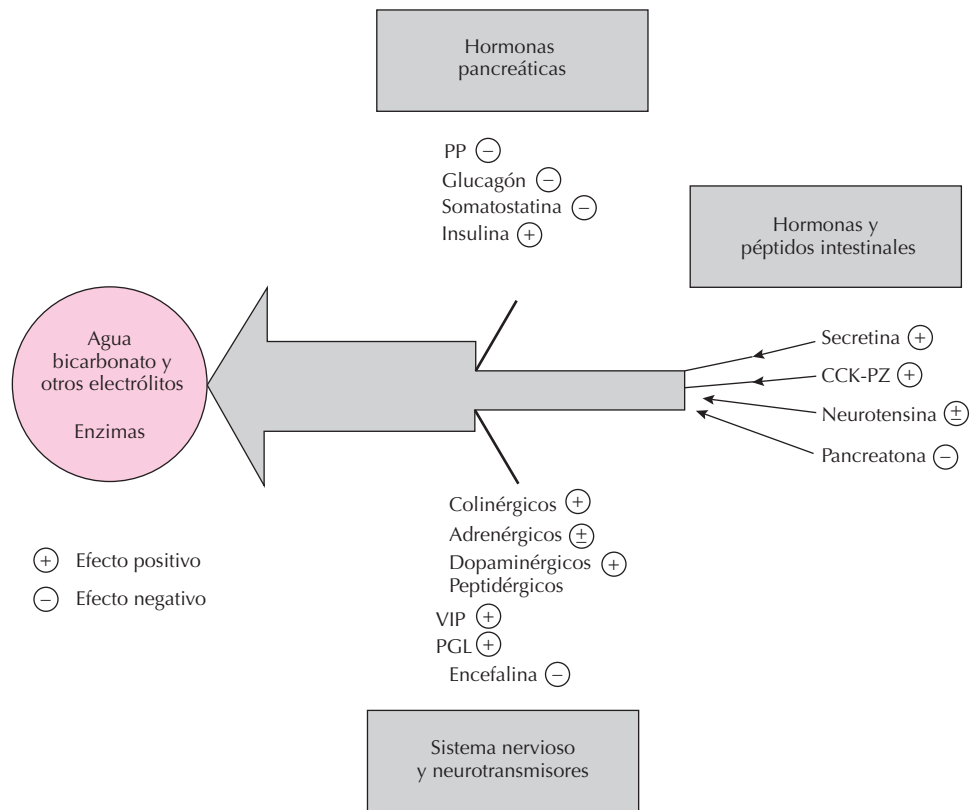 Hormonas
pancreáticas
PP ⊖
Glucagón ⊖
Somatostatina ⊖
Insulina ⊕
Hormonas y
péptidos intestinales
Secretina ⊕
CCK-PZ ⊕
Neurotensina ±
Pancreatona ⊖
Agua
bicarbonato y
otros electrólitos
Enzimas
⊕ Efecto positivo
⊖ Efecto negativo
Colinérgicos ⊕
Adrenérgicos ±
Dopaminérgicos ⊕
Peptidérgicos
VIP ⊕
PGL ⊕
Encefalina ⊖
Sistema nervioso
y neurotransmisores